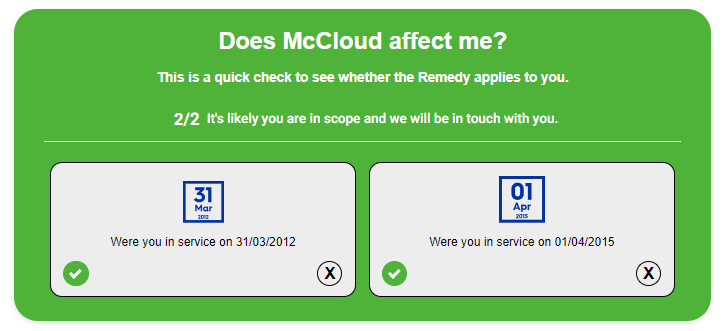 Does McCloud affect me?
This is a quick check to see whether the Remedy applies to you.
2/2 It's likely you are in scope and we will be in touch with you.
31
Mar
2012
Were you in service on 31/03/2012
X
01
Apr
2015
Were you in service on 01/04/2015
X